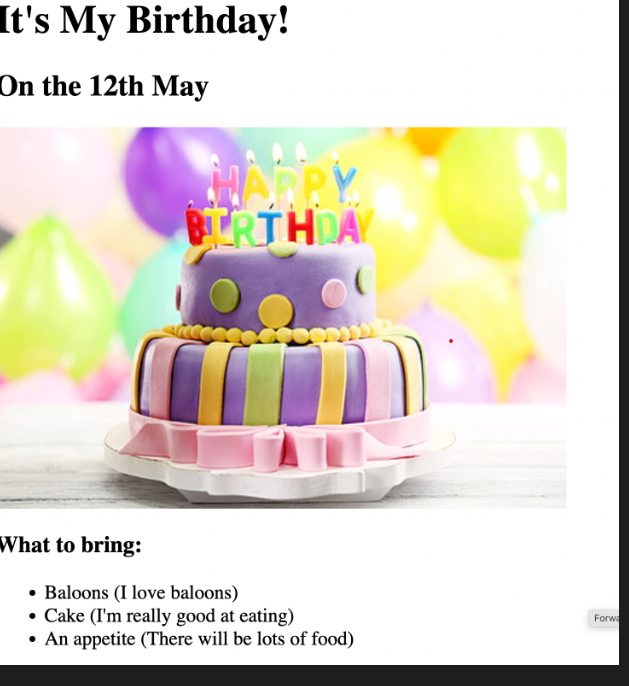 It's My Birthday!
On the 12th May
HAPPY
BIRTHDAY
What to bring:
• Baloons (I love baloons)
• Cake (I'm really good at eating)
• An appetite (There will be lots of food)